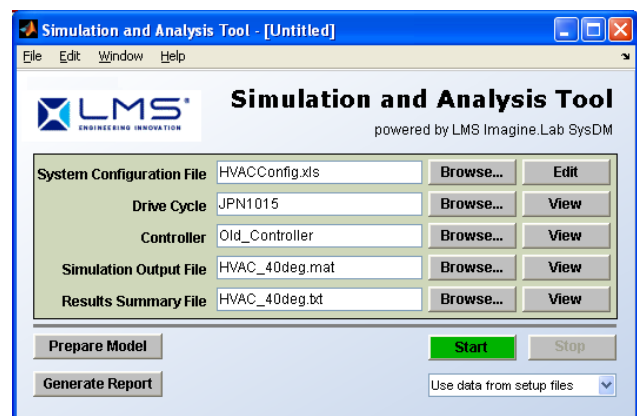 Simulation and Analysis Tool - [Untitled]
File Edit Window Help
LMS
ENGINEERING INNOVATION
Simulation and Analysis Tool
powered by LMS Imagine.Lab SysDM
System Configuration File HVACConfig.xls Browse... Edit
Drive Cycle JPN1015 Browse... View
Controller Old_Controller Browse... View
Simulation Output File HVAC_40deg.mat Browse... View
Results Summary File HVAC_40deg.txt Browse... View
Prepare Model Start Stop
Generate Report Use data from setup files